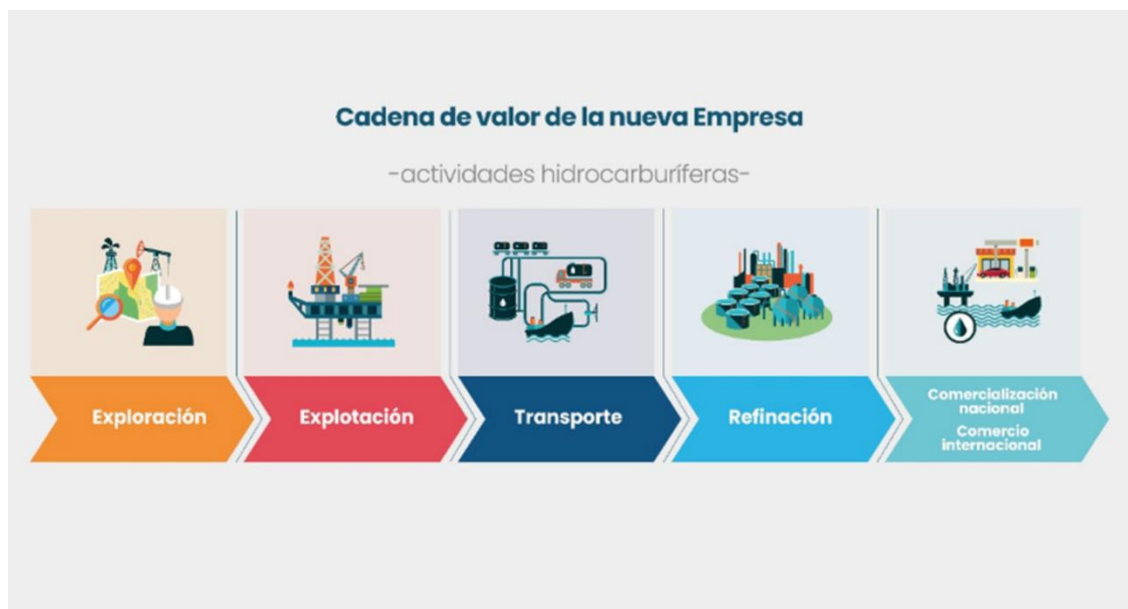 Cadena de valor de la nueva Empresa
-actividades hidrocarburíferas-
Exploración
Explotación
Transporte
Refinación
Comercialización
nacional
Comercio
internacional